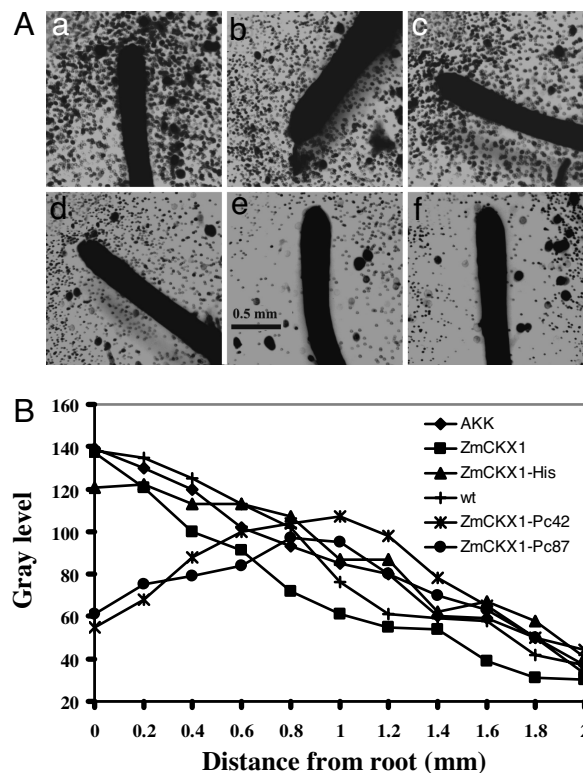 A
a
b
c
d
e
f
0.5 mm
B
160
140
120
100
80
60
40
20
Gray level
AKK
ZmCKX1
ZmCKX1-His
wt
ZmCKX1-Pc42
ZmCKX1-Pc87
0 0.2 0.4 0.6 0.8 1 1.2 1.4 1.6 1.8 2
Distance from root (mm)